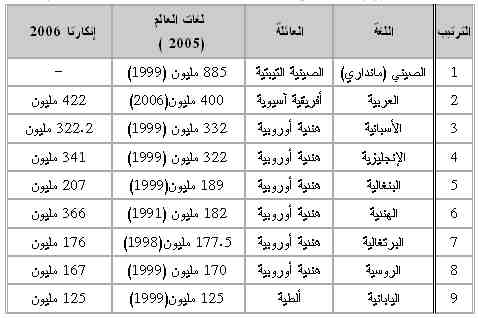 الترتيب اللغة العائلة لغات العالم (2005 ) إنكارتا 2006
1 الصيني (مانداري) الصينية التيبتية 885 مليون (1999) –
2 العربية أفريقية آسيوية 400 مليون(2006) 422 مليون
3 الأسبانية هندية أوروبية 332 مليون (1999) 322.2 مليون
4 الإنجليزية هندية أوروبية 322 مليون (1999) 341 مليون
5 البنغالية هندية أوروبية 189 مليون(1999) 207 مليون
6 الهندية هندية أوروبية 182 مليون (1991) 366 مليون
7 البرتغالية هندية أوروبية 177.5 مليون(1998) 176 مليون
8 الروسية هندية أوروبية 170 مليون (1999) 167 مليون
9 اليابانية ألطية 125 مليون(1999) 125 مليون